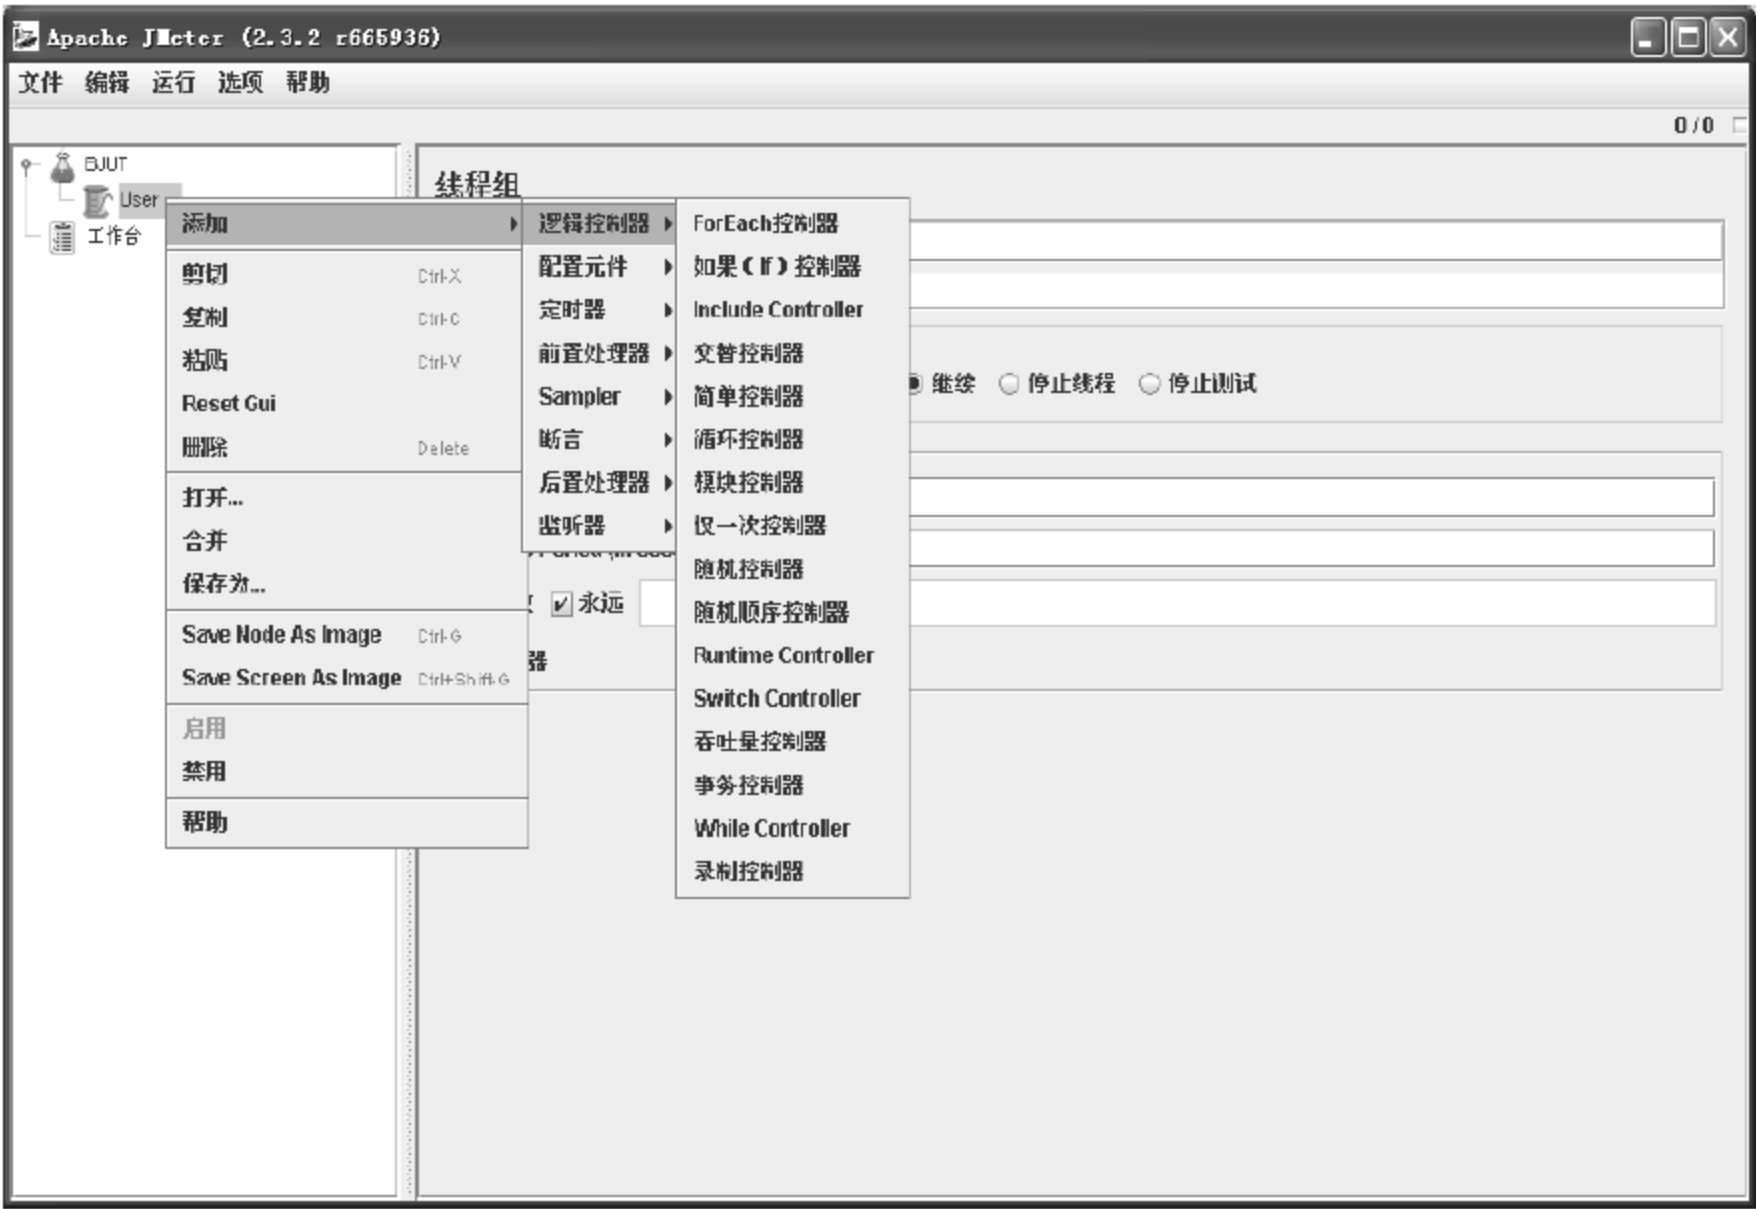 Apache JMeter (2.3.2 r665936)
文件 编辑 运行 选项 帮助
0/0
BJUT
User
工作台
线程组
添加
剪切 Ctrl-X
复制 Ctrl-C
粘贴 Ctrl-V
Reset Gui
删除 Delete
打开...
合并
保存为...
Save Node As Image Ctrl-G
Save Screen As Image Ctrl+Shift-G
启用
禁用
帮助
逻辑控制器
配置元件
定时器
前置处理器
Sampler
断言
后置处理器
监听器
ForEach控制器
如果（If）控制器
Include Controller
交替控制器
简单控制器
循环控制器
模块控制器
仅一次控制器
随机控制器
随机顺序控制器
Runtime Controller
Switch Controller
吞吐量控制器
事务控制器
While Controller
录制控制器
继续 停止线程 停止测试
永远
器